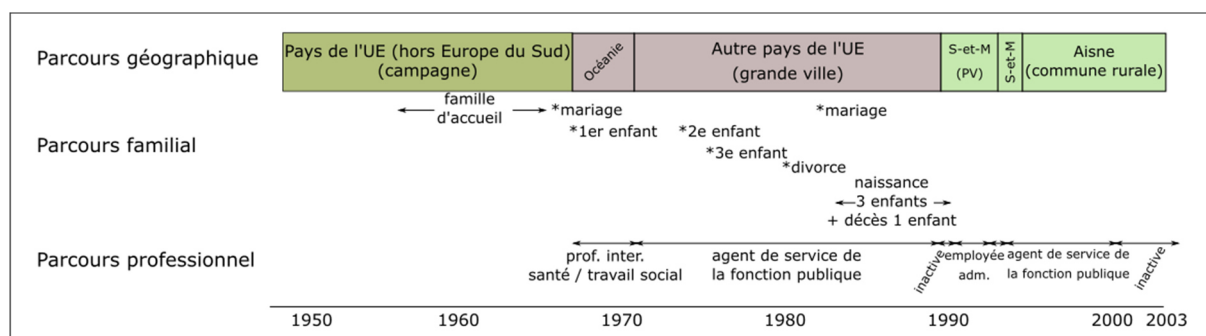 Parcours géographique
Pays de l'UE (hors Europe du Sud)
(campagne)
Océanie
Autre pays de l'UE
(grande ville)
S-et-M
(PV)
S-et-M
Aisne
(commune rurale)
Parcours familial
famille
d'accueil
*mariage
*1er enfant
*2e enfant
*3e enfant
*divorce
*mariage
naissance
3 enfants
+ décès 1 enfant
Parcours professionnel
prof. inter.
santé / travail social
agent de service de
la fonction publique
inactive
employée
adm.
agent de service de
la fonction publique
inactive
1950 1960 1970 1980 1990 2000 2003